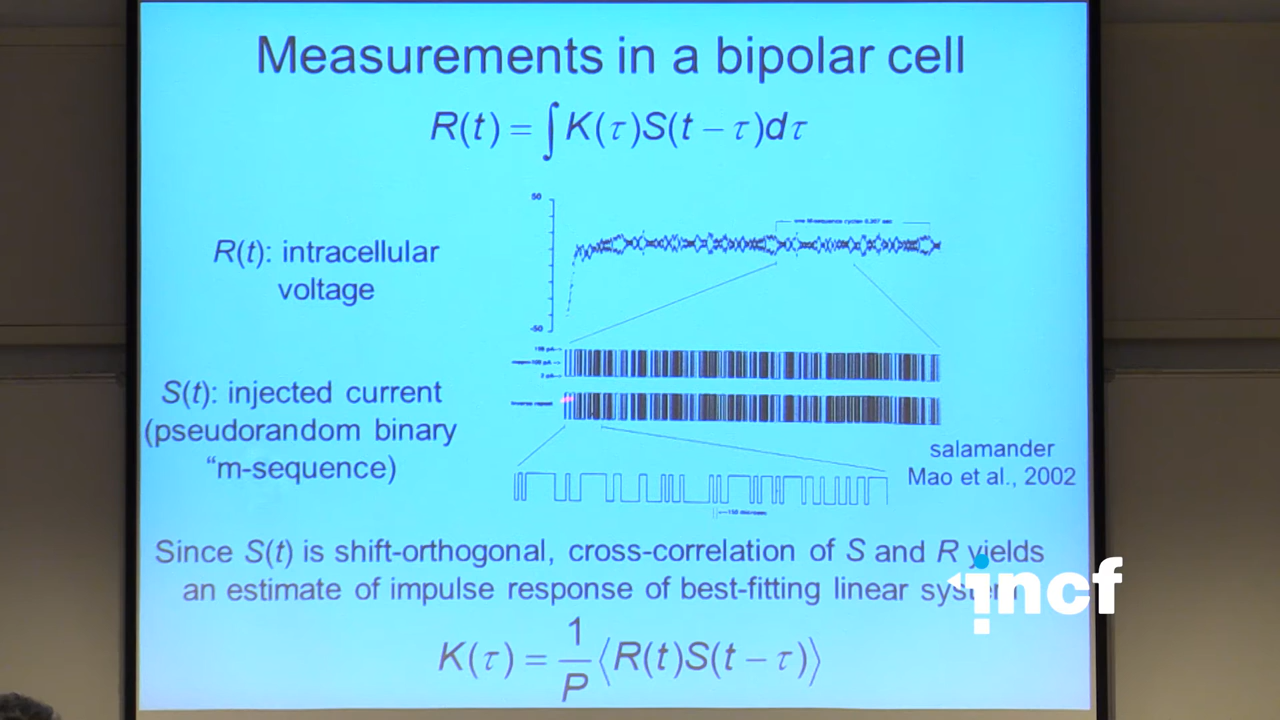 Measurements in a bipolar cell
R(t) = ∫ K(τ)S(t − τ)dτ
50
R(t): intracellular
voltage
-50
S(t): injected current
(pseudorandom binary
“m-sequence)
salamander
Mao et al., 2002
Since S(t) is shift-orthogonal, cross-correlation of S and R yields
an estimate of impulse response of best-fitting linear system
incf
K(τ) = 1/P ⟨R(t)S(t − τ)⟩